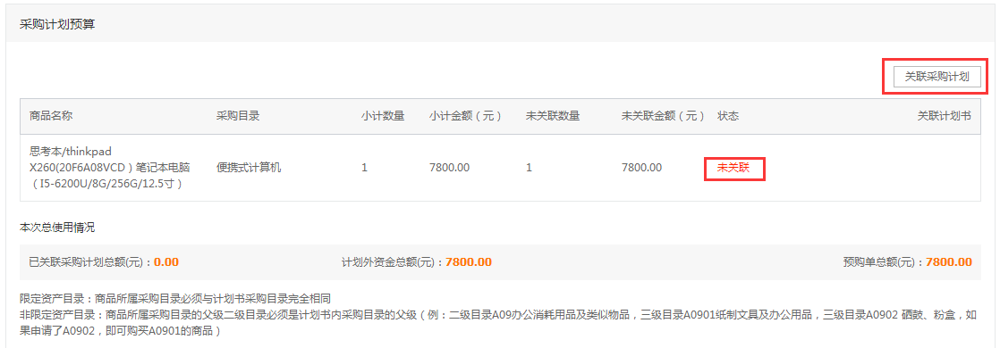 采购计划预算
关联采购计划
商品名称 采购目录 小计数量 小计金额（元） 未关联数量 未关联金额（元） 状态 关联计划书
思考本/thinkpad
X260(20F6A08VCD）笔记本电脑 便携式计算机 1 7800.00 1 7800.00 未关联
（I5-6200U/8G/256G/12.5寸）
本次总使用情况
已关联采购计划总额(元)：0.00 计划外资金总额(元)：7800.00 预购单总额(元)：7800.00
限定资产目录：商品所属采购目录必须与计划书采购目录完全相同
非限定资产目录：商品所属采购目录的父级二级目录必须是计划书内采购目录的父级（例：二级目录A09办公消耗用品及类似物品，三级目录A0901纸制文具及办公用品，三级目录A0902 硒鼓、粉盒，如
果申请了A0902，即可购买A0901的商品）